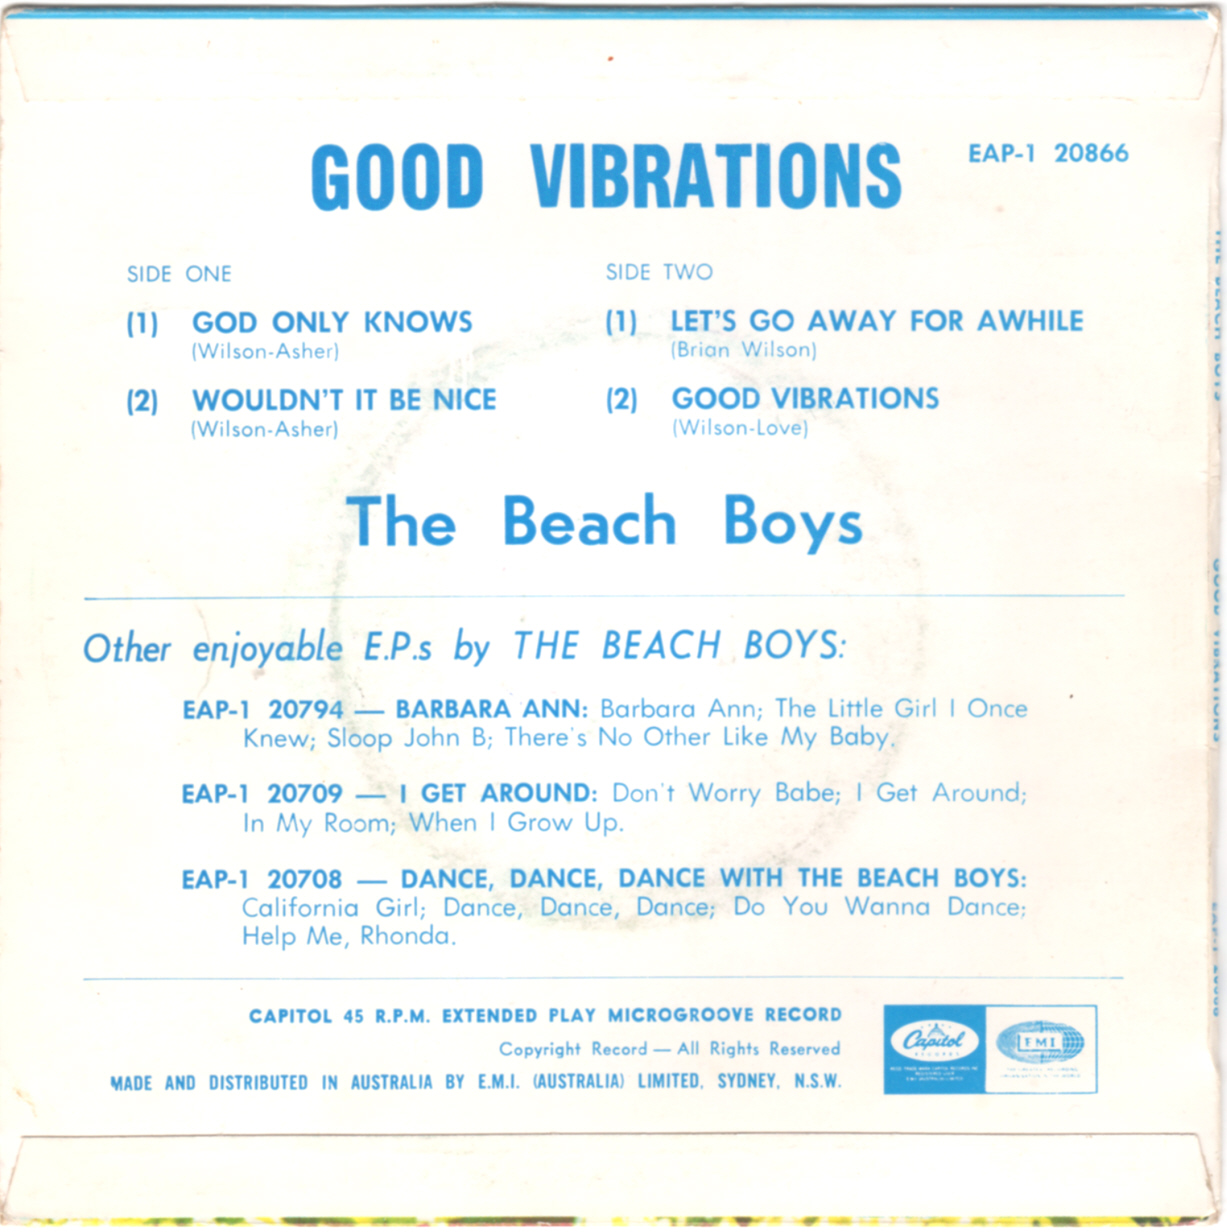 GOOD VIBRATIONS
EAP-1 20866
SIDE ONE
(1) GOD ONLY KNOWS
(Wilson-Asher)
(2) WOULDN'T IT BE NICE
(Wilson-Asher)
SIDE TWO
(1) LET'S GO AWAY FOR AWHILE
(Brian Wilson)
(2) GOOD VIBRATIONS
(Wilson-Love)
The Beach Boys
Other enjoyable E.P.s by THE BEACH BOYS:
EAP-1 20794 — BARBARA ANN: Barbara Ann; The Little Girl I Once
Knew; Sloop John B; There's No Other Like My Baby.
EAP-1 20709 — I GET AROUND: Don't Worry Babe; I Get Around;
In My Room; When I Grow Up.
EAP-1 20708 — DANCE, DANCE, DANCE WITH THE BEACH BOYS:
California Girl; Dance, Dance, Dance; Do You Wanna Dance;
Help Me, Rhonda.
CAPITOL 45 R.P.M. EXTENDED PLAY MICROGROOVE RECORD
Copyright Record — All Rights Reserved
MADE AND DISTRIBUTED IN AUSTRALIA BY E.M.I. (AUSTRALIA) LIMITED, SYDNEY, N.S.W.
Capitol
RECORDS
EMI
THE BEACH BOYS
GOOD VIBRATIONS